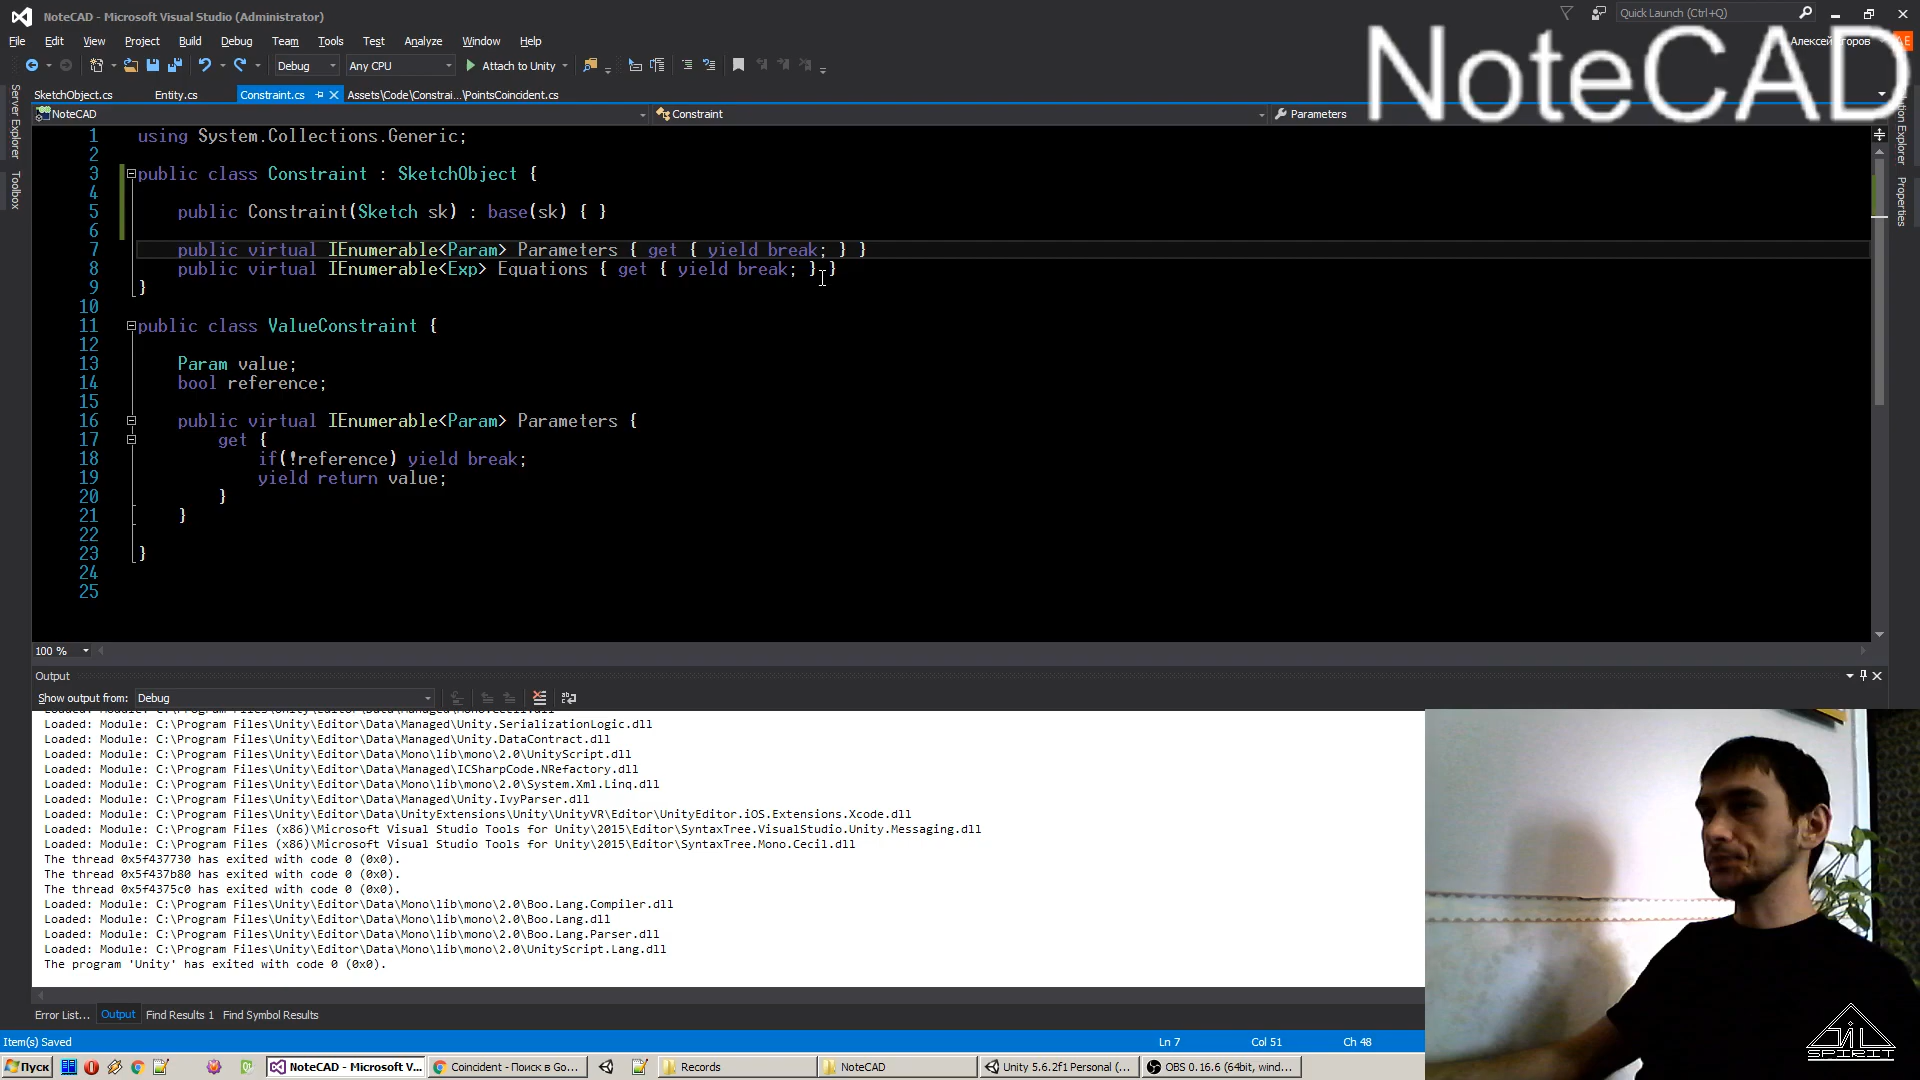 NoteCAD - Microsoft Visual Studio (Administrator)
Quick Launch (Ctrl+Q)
File Edit View Project Build Debug Team Tools Test Analyze Window Help
NoteCAD
Debug Any CPU Attach to Unity
SketchObject.cs Entity.cs Constraint.cs Assets\Code\Constrai...\PointsCoincident.cs
NoteCAD Constraint Parameters
Server Explorer
Toolbox
Properties
1 using System.Collections.Generic;
2
3 public class Constraint : SketchObject {
4
5 public Constraint(Sketch sk) : base(sk) { }
6
7 public virtual IEnumerable<Param> Parameters { get { yield break; } }
8 public virtual IEnumerable<Exp> Equations { get { yield break; } }
9 }
10
11 public class ValueConstraint {
12
13 Param value;
14 bool reference;
15
16 public virtual IEnumerable<Param> Parameters {
17 get {
18 if(!reference) yield break;
19 yield return value;
20 }
21 }
22
23 }
24
25
100 %
Output
Show output from: Debug
Loaded: Module: C:\Program Files\Unity\Editor\Data\Managed\Unity.SerializationLogic.dll
Loaded: Module: C:\Program Files\Unity\Editor\Data\Managed\Unity.DataContract.dll
Loaded: Module: C:\Program Files\Unity\Editor\Data\Mono\lib\mono\2.0\UnityScript.dll
Loaded: Module: C:\Program Files\Unity\Editor\Data\Managed\ICSharpCode.NRefactory.dll
Loaded: Module: C:\Program Files\Unity\Editor\Data\Mono\lib\mono\2.0\System.Xml.Linq.dll
Loaded: Module: C:\Program Files\Unity\Editor\Data\Managed\Unity.IvyParser.dll
Loaded: Module: C:\Program Files\Unity\Editor\Data\UnityExtensions\Unity\UnityVR\Editor\UnityEditor.iOS.Extensions.Xcode.dll
Loaded: Module: C:\Program Files (x86)\Microsoft Visual Studio Tools for Unity\2015\Editor\SyntaxTree.VisualStudio.Unity.Messaging.dll
Loaded: Module: C:\Program Files (x86)\Microsoft Visual Studio Tools for Unity\2015\Editor\SyntaxTree.Mono.Cecil.dll
The thread 0x5f437730 has exited with code 0 (0x0).
The thread 0x5f437b80 has exited with code 0 (0x0).
The thread 0x5f4375c0 has exited with code 0 (0x0).
Loaded: Module: C:\Program Files\Unity\Editor\Data\Mono\lib\mono\2.0\Boo.Lang.Compiler.dll
Loaded: Module: C:\Program Files\Unity\Editor\Data\Mono\lib\mono\2.0\Boo.Lang.dll
Loaded: Module: C:\Program Files\Unity\Editor\Data\Mono\lib\mono\2.0\Boo.Lang.Parser.dll
Loaded: Module: C:\Program Files\Unity\Editor\Data\Mono\lib\mono\2.0\UnityScript.Lang.dll
The program 'Unity' has exited with code 0 (0x0).
Error List... Output Find Results 1 Find Symbol Results
Item(s) Saved Ln 7 Col 51 Ch 48
SPIRIT
Пуск NoteCAD - Microsoft V... Coincident - Поиск в Go... Records NoteCAD Unity 5.6.2f1 Personal (... OBS 0.16.6 (64bit, wind...